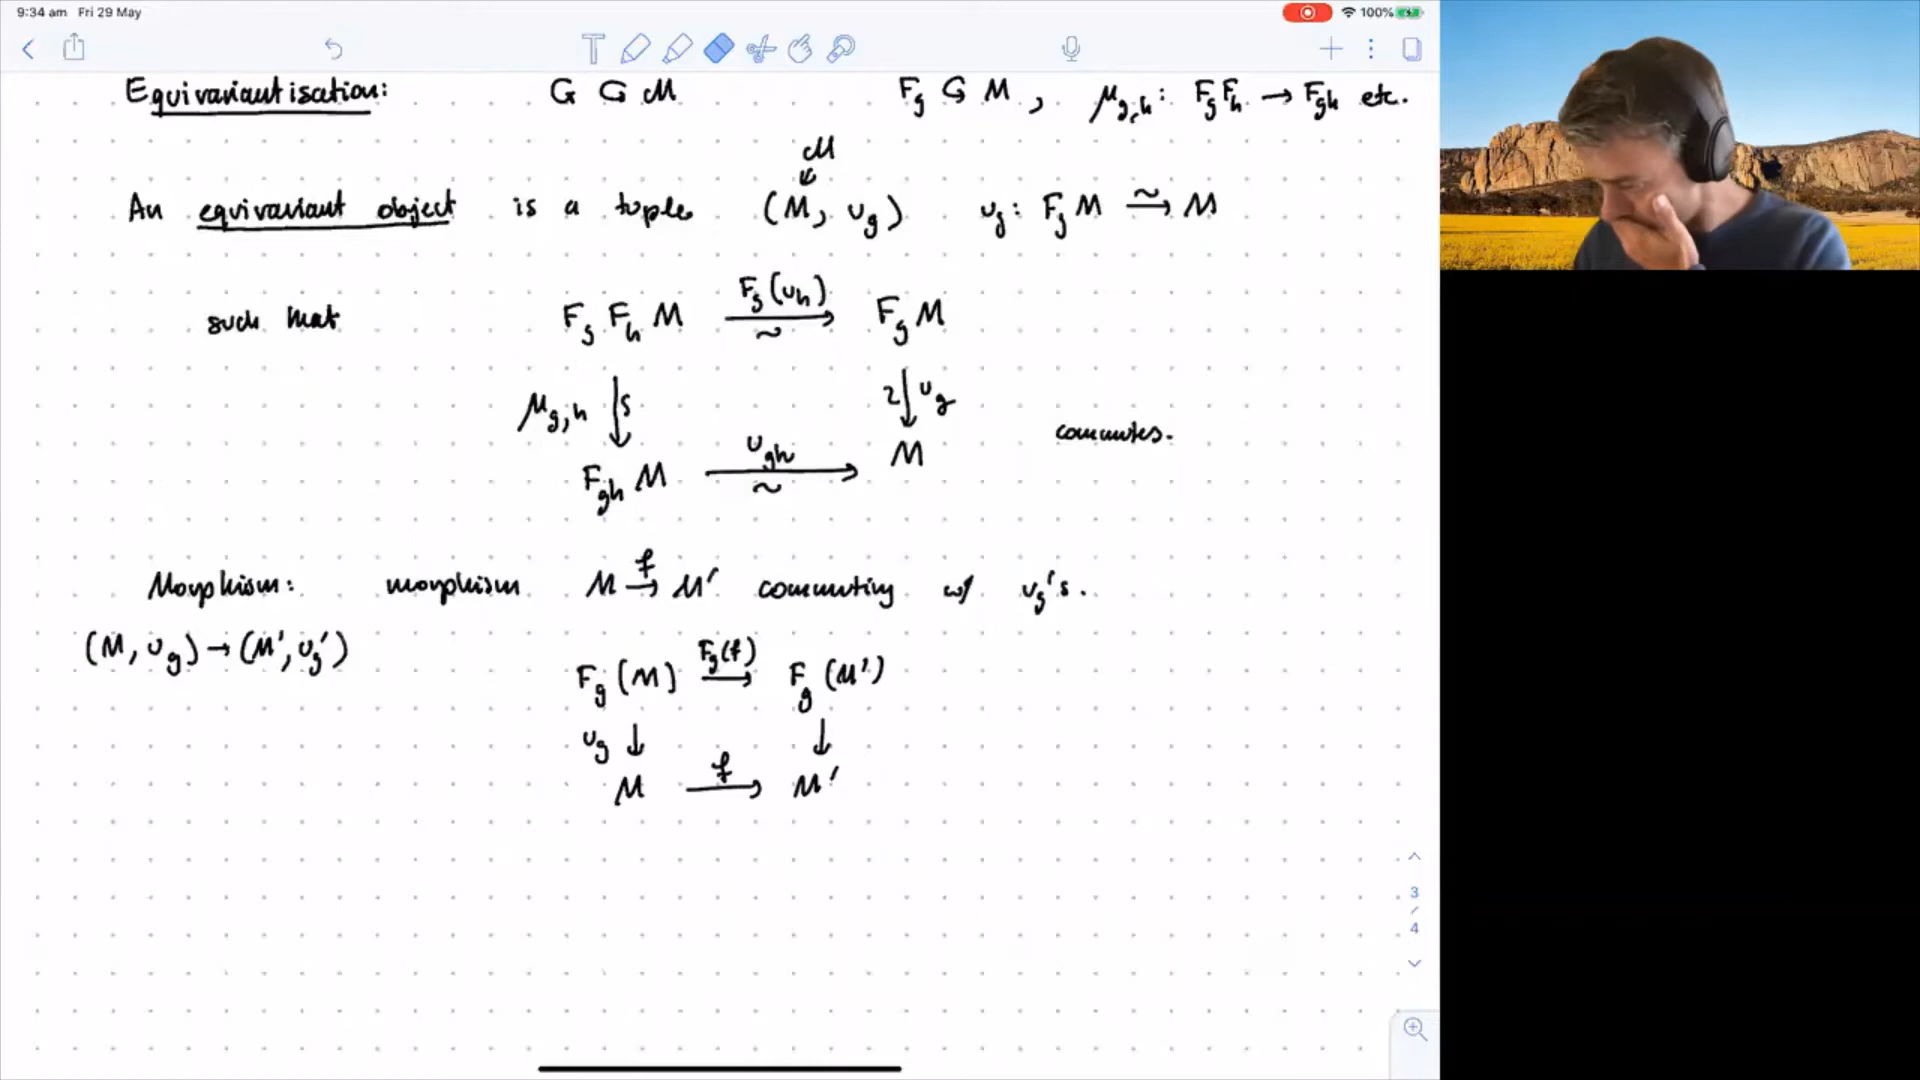 9:34 am Fri 29 May 100%
Equivariantisation: G ↺ M F_g ↺ M, μ_{g,h}: F_g F_h → F_{gh} etc.
M
An equivariant object is a tuple (M, u_g) u_g: F_g M →~ M
such that F_g F_h M →~ F_g M
F_g(u_h)
μ_{g,h} ↓ ~ ~ ↓ u_g
commutes.
F_{gh} M →~ M
u_{gh}
Morphism: morphism M →^f M' commuting w/ u_g's.
(M, u_g) → (M', u_g')
F_g(M) → F_g(M')
F_g(f)
u_g ↓ ↓
M →^f M'
3
/
4